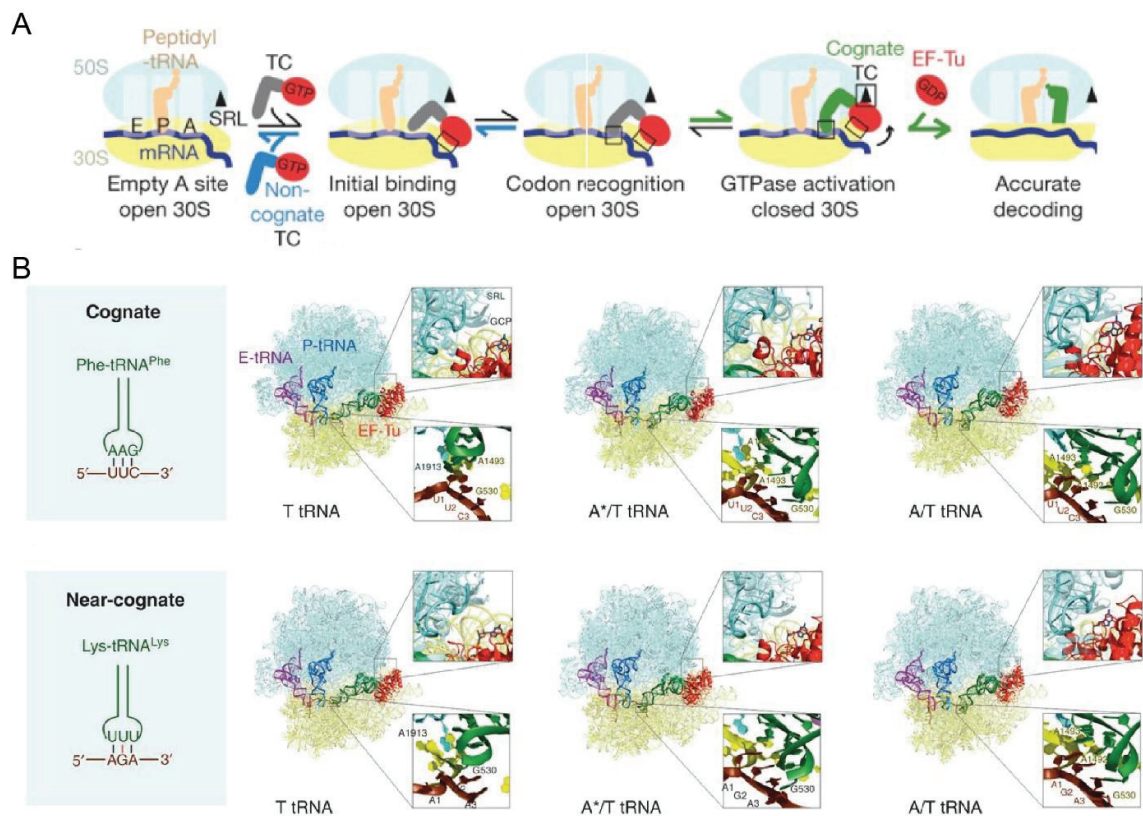 A
50S
Peptidyl
-tRNA
TC
GTP
SRL
E P A
mRNA
30S
GTP
Non-
cognate
TC
Empty A site
open 30S
Initial binding
open 30S
Codon recognition
open 30S
Cognate
TC
EF-Tu
GDP
GTPase activation
closed 30S
Accurate
decoding
B
Cognate
Phe-tRNAPhe
AAG
5′ UUC 3′
E-tRNA
P-tRNA
EF-Tu
SRL
GCP
A1913
A1493
G530
U1
U2
C3
T tRNA
A1493
G530
U1
U2
C3
A*/T tRNA
A1493
A1492
G530
U1
U2
C3
A/T tRNA
Near-cognate
Lys-tRNALys
UUU
5′ AGA 3′
A1913
G530
A1
A3
T tRNA
G530
A1
G2
A3
A*/T tRNA
A1493
A1492
G530
A1
G2
A3
A/T tRNA